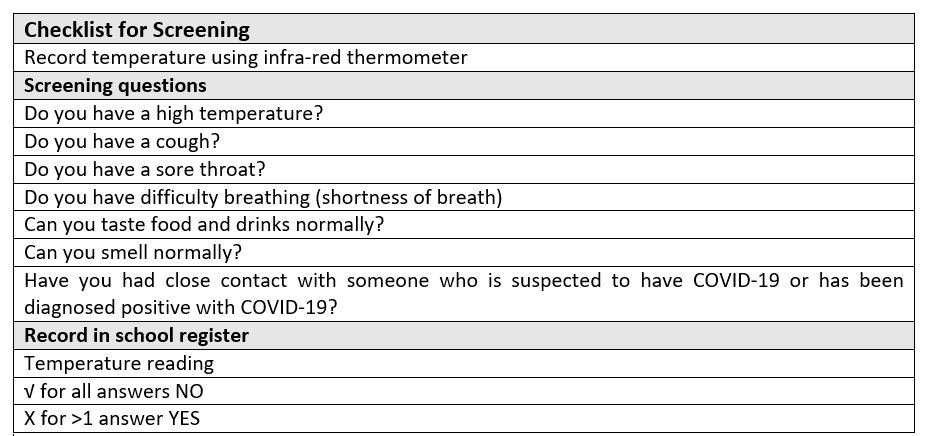 Checklist for Screening
Record temperature using infra-red thermometer
Screening questions
Do you have a high temperature?
Do you have a cough?
Do you have a sore throat?
Do you have difficulty breathing (shortness of breath)
Can you taste food and drinks normally?
Can you smell normally?
Have you had close contact with someone who is suspected to have COVID-19 or has been
diagnosed positive with COVID-19?
Record in school register
Temperature reading
√ for all answers NO
X for >1 answer YES